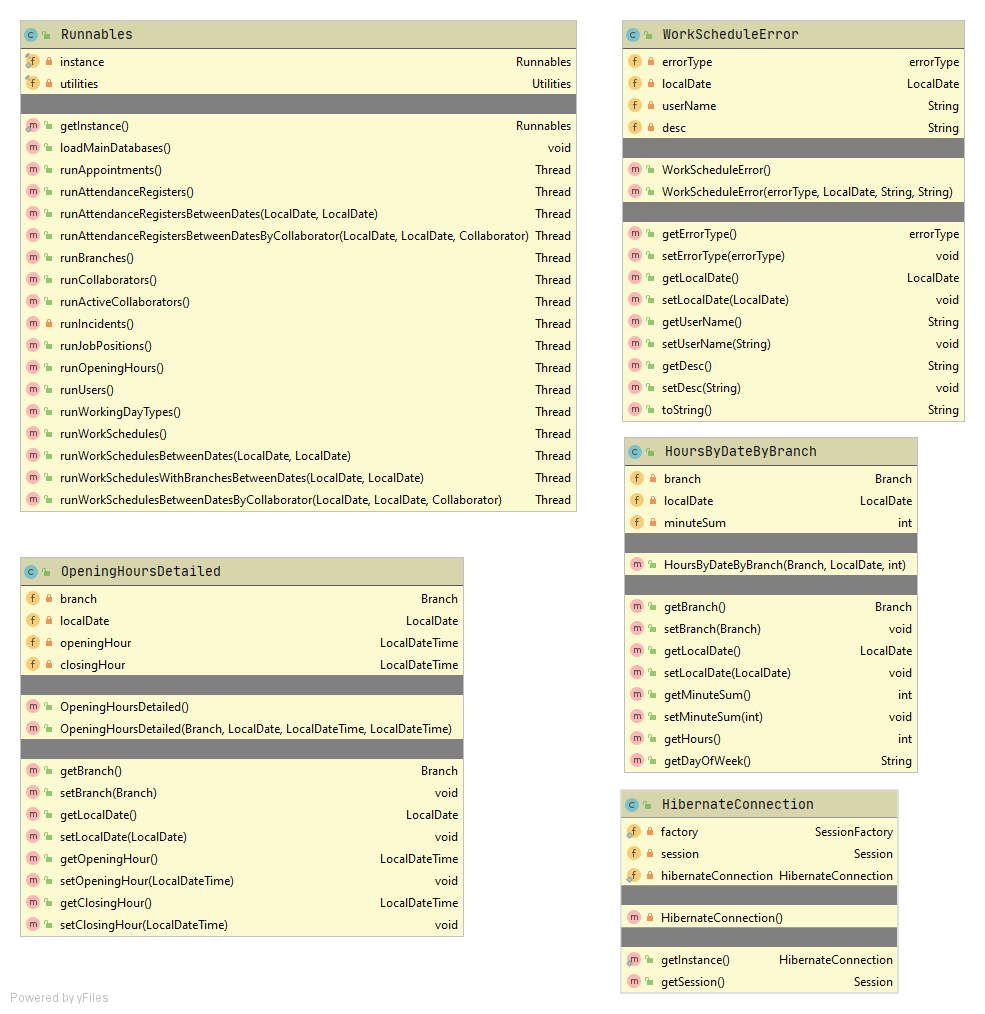 Runnables
instance Runnables
utilities Utilities
getInstance() Runnables
loadMainDatabases() void
runAppointments() Thread
runAttendanceRegisters() Thread
runAttendanceRegistersBetweenDates(LocalDate, LocalDate) Thread
runAttendanceRegistersBetweenDatesByCollaborator(LocalDate, LocalDate, Collaborator) Thread
runBranches() Thread
runCollaborators() Thread
runActiveCollaborators() Thread
runIncidents() Thread
runJobPositions() Thread
runOpeningHours() Thread
runUsers() Thread
runWorkingDayTypes() Thread
runWorkSchedules() Thread
runWorkSchedulesBetweenDates(LocalDate, LocalDate) Thread
runWorkSchedulesWithBranchesBetweenDates(LocalDate, LocalDate) Thread
runWorkSchedulesBetweenDatesByCollaborator(LocalDate, LocalDate, Collaborator) Thread
OpeningHoursDetailed
branch Branch
localDate LocalDate
openingHour LocalDateTime
closingHour LocalDateTime
OpeningHoursDetailed()
OpeningHoursDetailed(Branch, LocalDate, LocalDateTime, LocalDateTime)
getBranch() Branch
setBranch(Branch) void
getLocalDate() LocalDate
setLocalDate(LocalDate) void
getOpeningHour() LocalDateTime
setOpeningHour(LocalDateTime) void
getClosingHour() LocalDateTime
setClosingHour(LocalDateTime) void
WorkScheduleError
errorType errorType
localDate LocalDate
userName String
desc String
WorkScheduleError()
WorkScheduleError(errorType, LocalDate, String, String)
getErrorType() errorType
setErrorType(errorType) void
getLocalDate() LocalDate
setLocalDate(LocalDate) void
getUserName() String
setUserName(String) void
getDesc() String
setDesc(String) void
toString() String
HoursByDateByBranch
branch Branch
localDate LocalDate
minuteSum int
HoursByDateByBranch(Branch, LocalDate, int)
getBranch() Branch
setBranch(Branch) void
getLocalDate() LocalDate
setLocalDate(LocalDate) void
getMinuteSum() int
setMinuteSum(int) void
getHours() int
getDayOfWeek() String
HibernateConnection
factory SessionFactory
session Session
hibernateConnection HibernateConnection
HibernateConnection()
getInstance() HibernateConnection
getSession() Session
Powered by yFiles